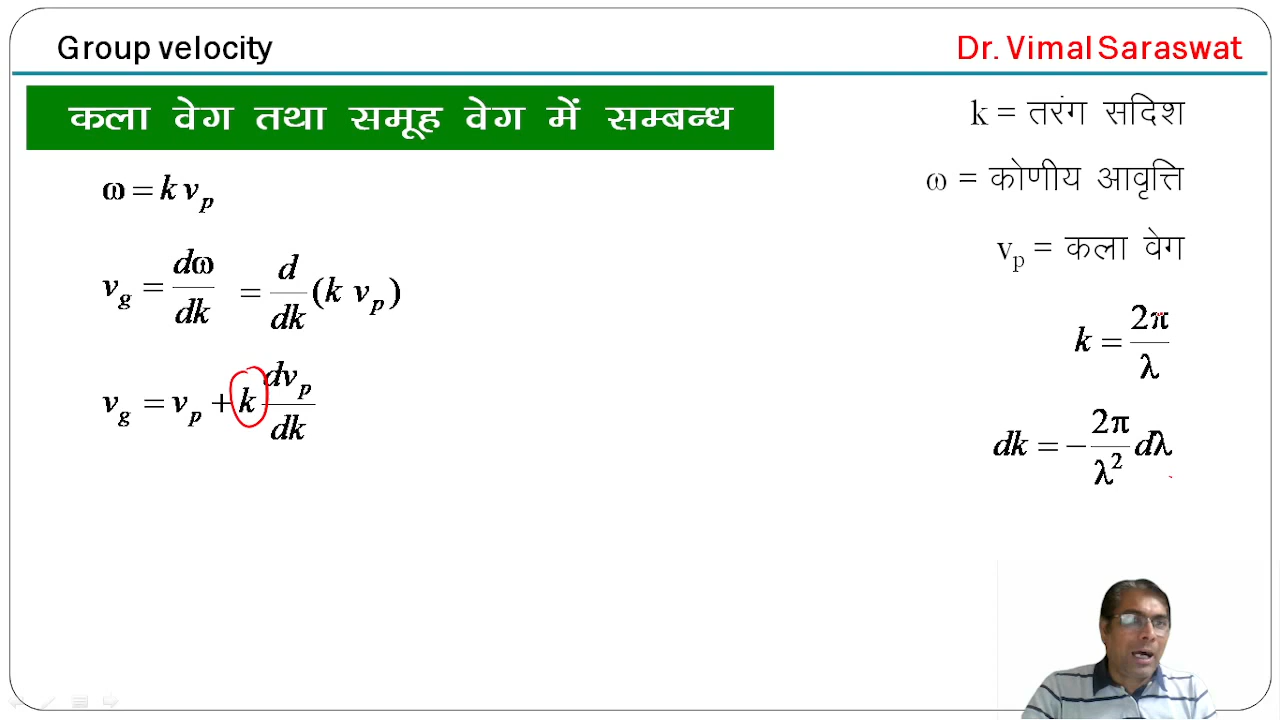 Group velocity
Dr. Vimal Saraswat
कला वेग तथा समूह वेग में सम्बन्ध
k = तरंग सदिश
ω = कोणीय आवृत्ति
v_p = कला वेग
ω = k v_p
v_g = dω/dk = d/dk (k v_p)
v_g = v_p + k dv_p/dk
k = 2π/λ
dk = − 2π/λ² dλ